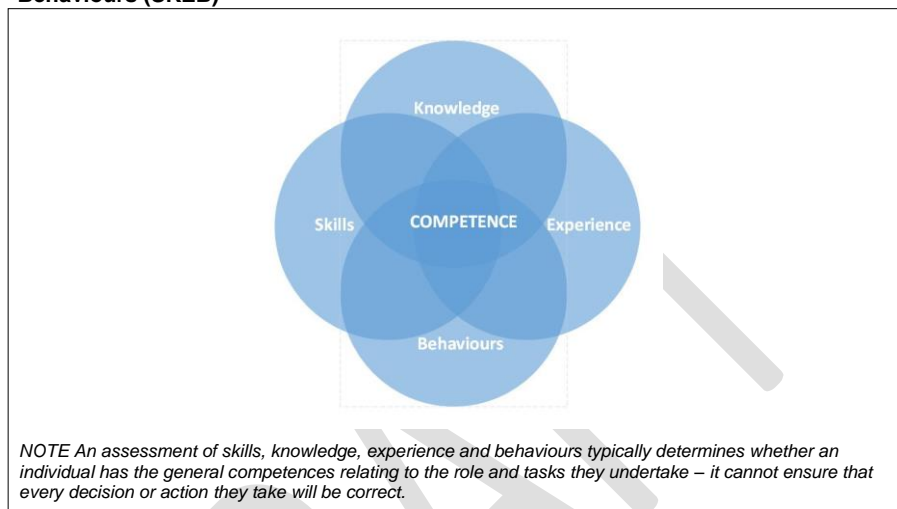 Behaviours (SKEB)
Knowledge
Skills
COMPETENCE
Experience
Behaviours
NOTE An assessment of skills, knowledge, experience and behaviours typically determines whether an
individual has the general competences relating to the role and tasks they undertake – it cannot ensure that
every decision or action they take will be correct.